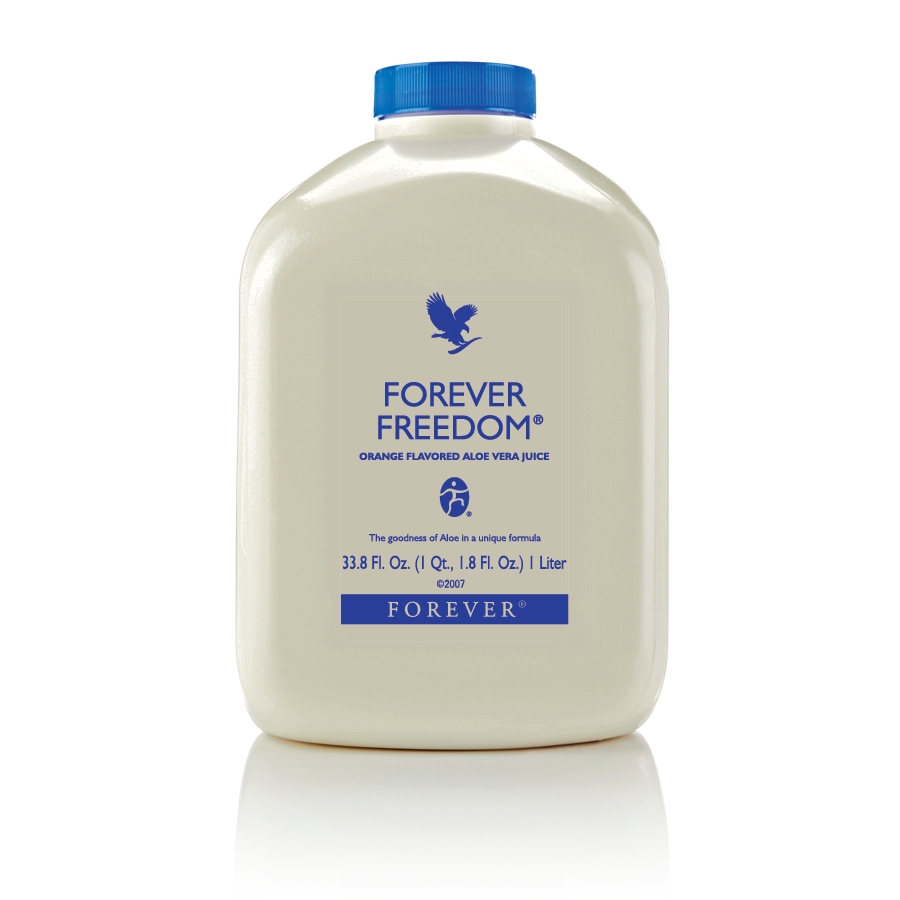 FOREVER
FREEDOM®
ORANGE FLAVORED ALOE VERA JUICE
®
The goodness of Aloe in a unique formula
33.8 Fl. Oz. (1 Qt., 1.8 Fl. Oz.) 1 Liter
©2007
FOREVER®